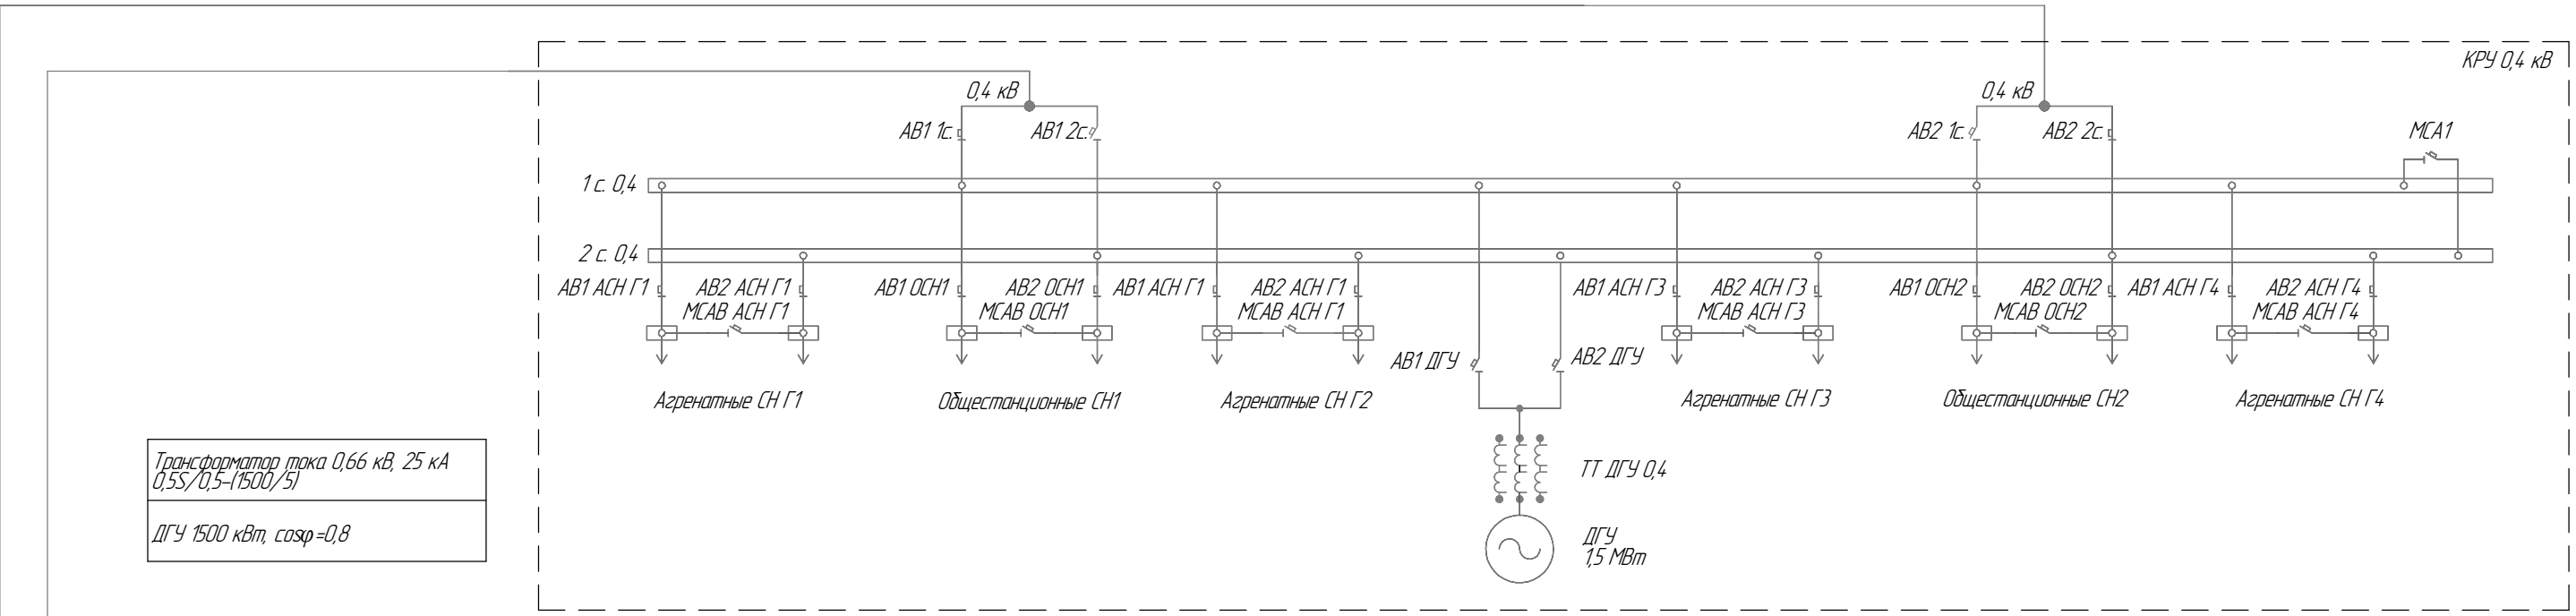 КРУ 0,4 кВ
0,4 кВ
0,4 кВ
АВ1 1с.
АВ1 2с.
АВ2 1с.
АВ2 2с.
МСА1
1 с. 0,4
2 с. 0,4
АВ1 АСН Г1
АВ2 АСН Г1
МСАВ АСН Г1
АВ1 ОСН1
АВ2 ОСН1
МСАВ ОСН1
АВ1 АСН Г1
АВ2 АСН Г1
МСАВ АСН Г1
АВ1 АСН Г3
АВ2 АСН Г3
МСАВ АСН Г3
АВ1 ОСН2
АВ2 ОСН2
МСАВ ОСН2
АВ1 АСН Г4
АВ2 АСН Г4
МСАВ АСН Г4
АВ1 ДГУ
АВ2 ДГУ
Агренатные СН Г1
Общестанционные СН1
Агренатные СН Г2
Агренатные СН Г3
Общестанционные СН2
Агренатные СН Г4
Трансформатор тока 0,66 кВ, 25 кА
0,5S/0,5-(1500/5)
ДГУ 1500 кВт, cosφ=0,8
ТТ ДГУ 0,4
ДГУ
1,5 МВт